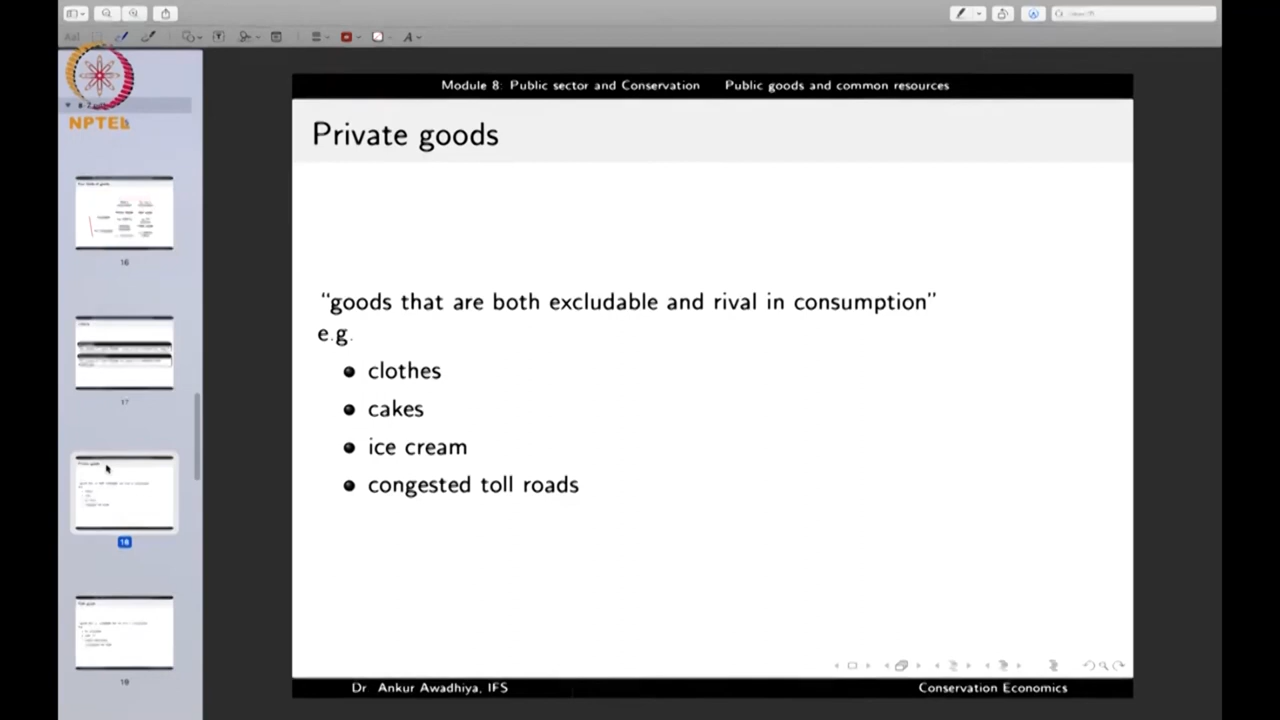 NPTEL
Module 8: Public sector and Conservation Public goods and common resources
Private goods
“goods that are both excludable and rival in consumption”
e.g.
clothes
cakes
ice cream
congested toll roads
16
17
18
19
Dr Ankur Awadhiya, IFS
Conservation Economics